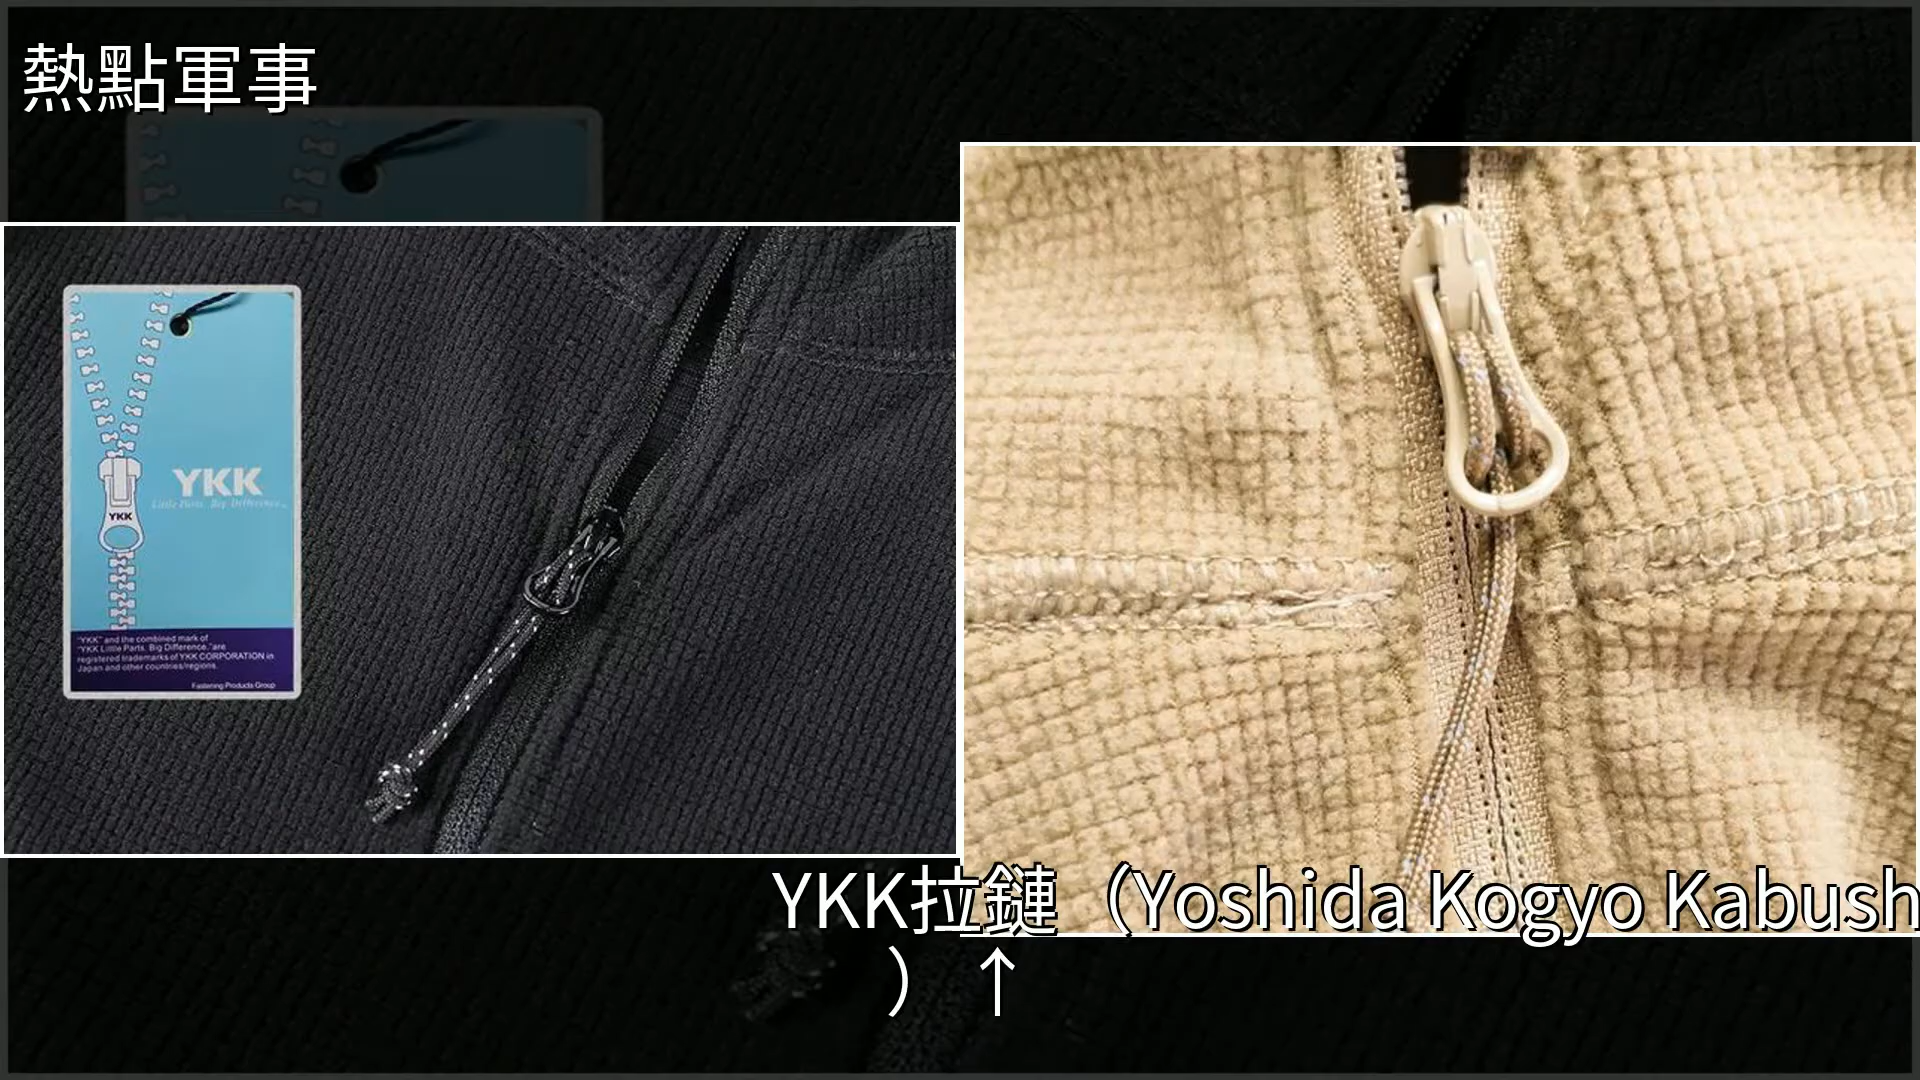 熱點軍事
YKK
Little Parts. Big Difference.
YKK
"YKK" and the combined mark of
"YKK Little Parts. Big Difference." are
registered trademarks of YKK CORPORATION in
Japan and other countries/regions.
Fastening Products Group
YKK拉鏈（Yoshida Kogyo Kabush
）↑